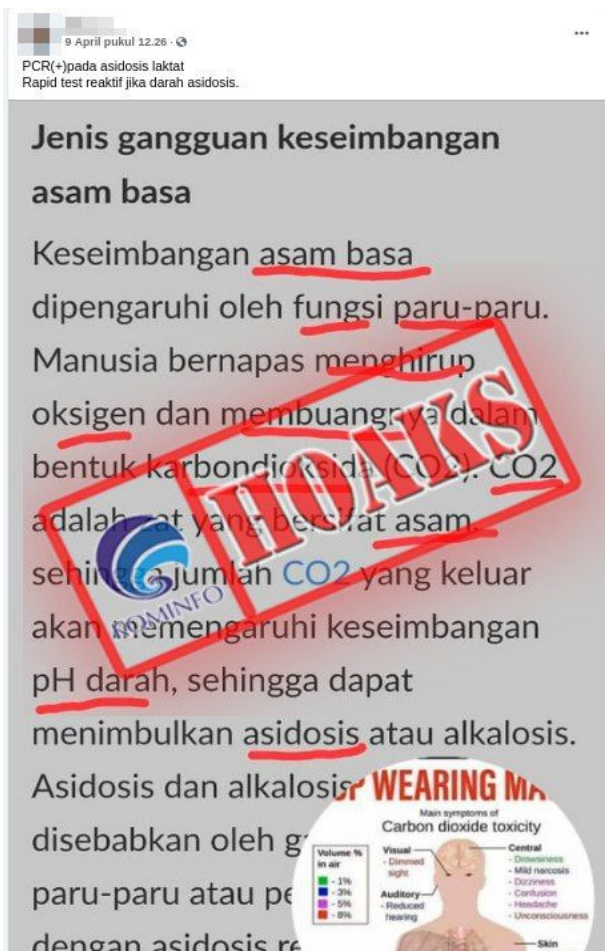 9 April pukul 12.26 ·
PCR(+)pada asidosis laktat
Rapid test reaktif jika darah asidosis.
Jenis gangguan keseimbangan
asam basa
Keseimbangan asam basa
dipengaruhi oleh fungsi paru-paru.
Manusia bernapas menghirup
oksigen dan membuangnya dalam
bentuk karbondioksida (CO2). CO2
adalah zat yang bersifat asam,
sehingga jumlah CO2 yang keluar
akan memengaruhi keseimbangan
pH darah, sehingga dapat
menimbulkan asidosis atau alkalosis.
Asidosis dan alkalosis
disebabkan oleh g
paru-paru atau pe
dengan asidosis re
HOAKS
KOMINFO
WEARING MA
Main symptoms of
Carbon dioxide toxicity
Volume %
in air
- 1%
- 3%
- 5%
- 8%
Visual
- Dimmed
sight
Auditory
- Reduced
hearing
Central
- Drowsiness
- Mild narcosis
- Dizziness
- Confusion
- Headache
- Unconsciousness
Skin